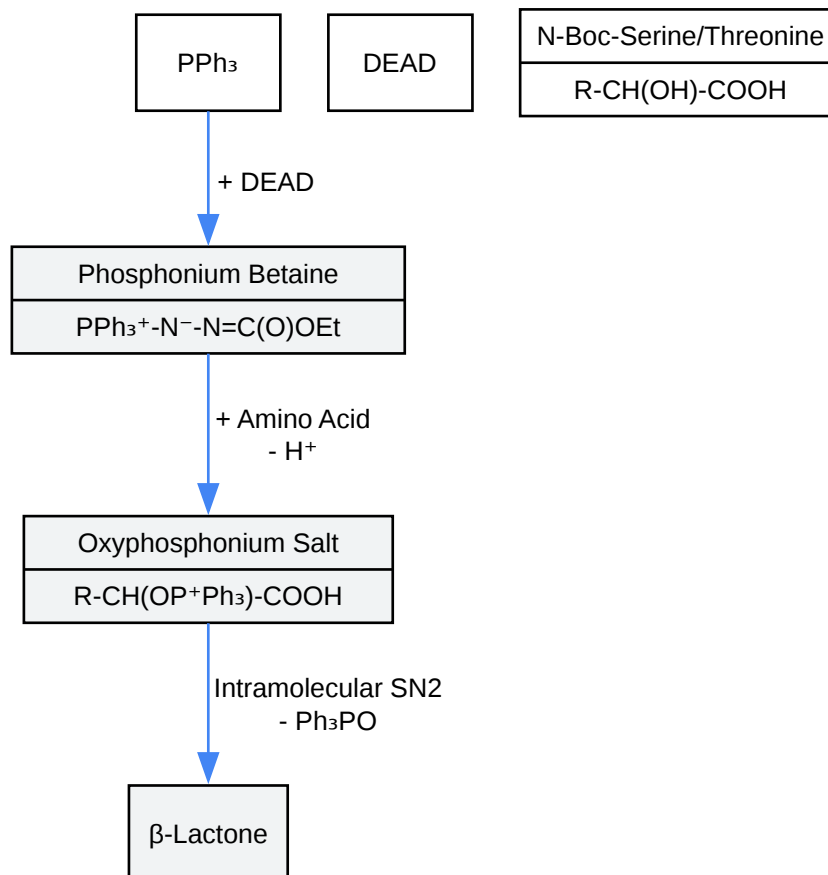 PPh₃
DEAD
N-Boc-Serine/Threonine
R-CH(OH)-COOH
+ DEAD
Phosphonium Betaine
PPh₃⁺-N⁻-N=C(O)OEt
+ Amino Acid
- H⁺
Oxyphosphonium Salt
R-CH(OP⁺Ph₃)-COOH
Intramolecular SN2
- Ph₃PO
β-Lactone